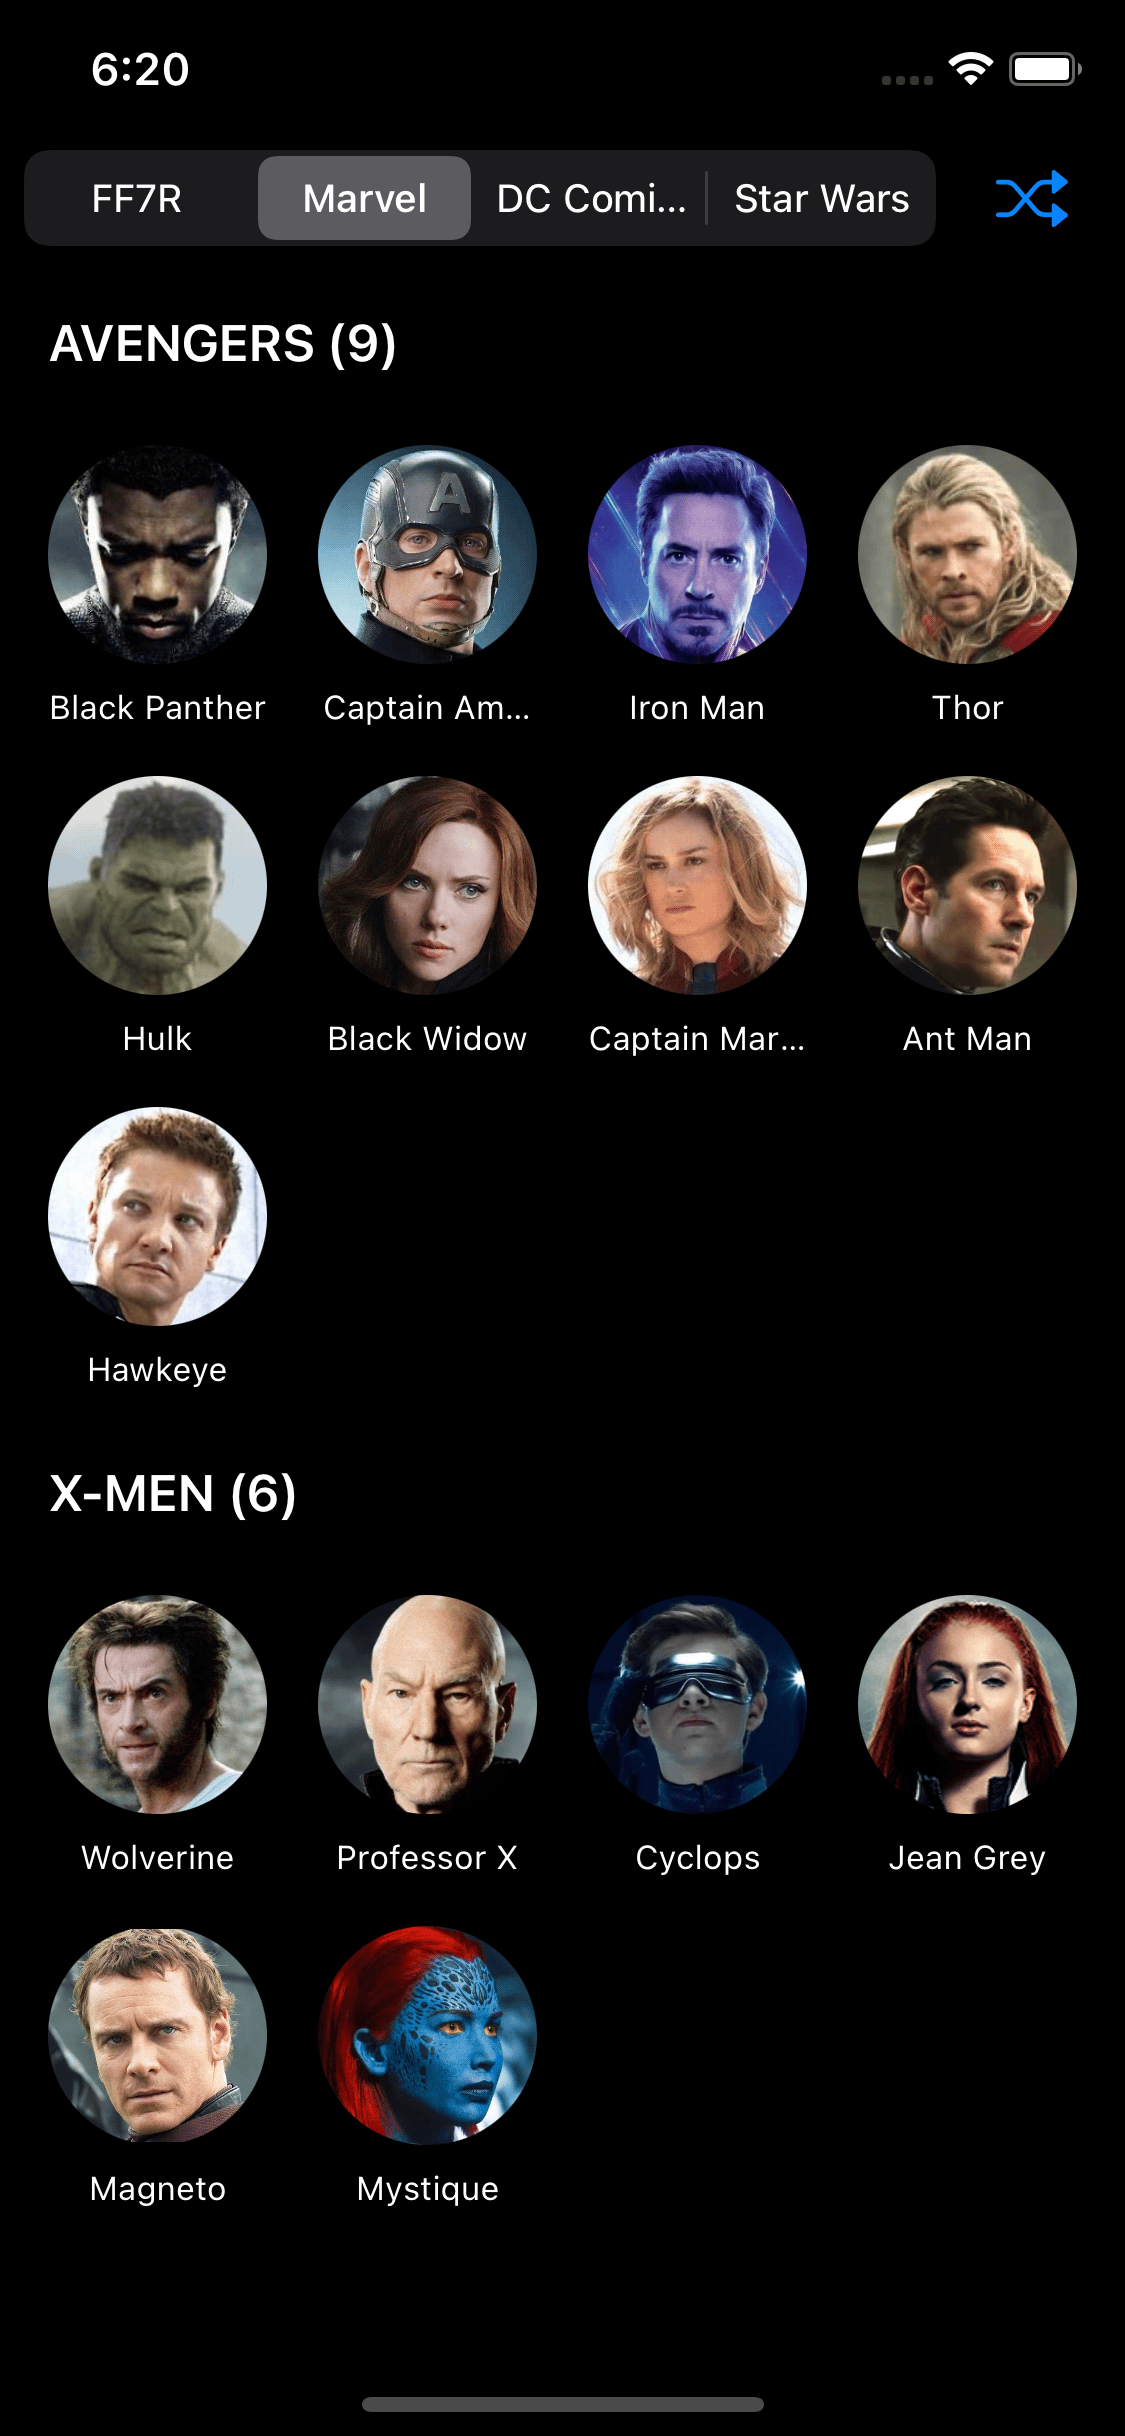 6:20
FF7R Marvel DC Comi... Star Wars
AVENGERS (9)
A
Black Panther Captain Am... Iron Man Thor
Hulk Black Widow Captain Mar... Ant Man
Hawkeye
X-MEN (6)
Wolverine Professor X Cyclops Jean Grey
Magneto Mystique